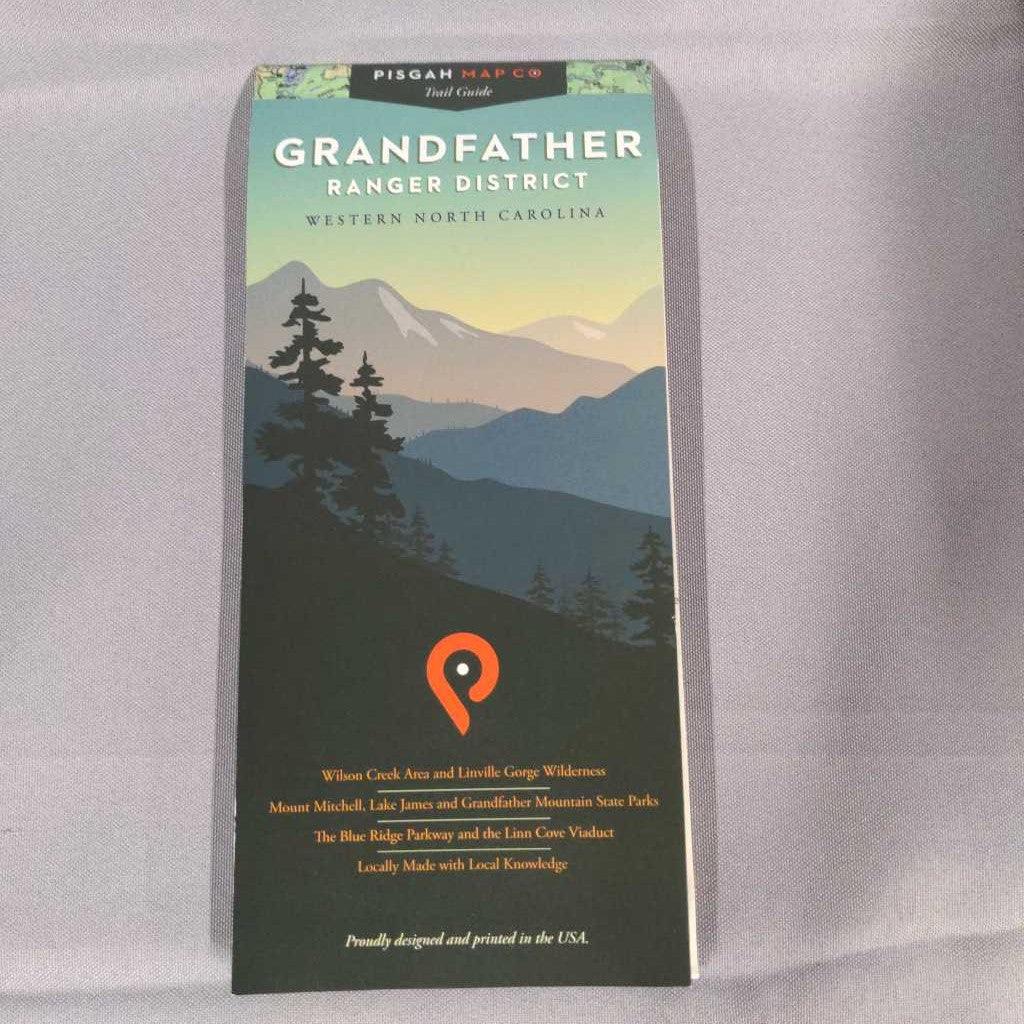 PISGAH MAP CO
Trail Guide
GRANDFATHER
RANGER DISTRICT
WESTERN NORTH CAROLINA
Wilson Creek Area and Linville Gorge Wilderness
Mount Mitchell, Lake James and Grandfather Mountain State Parks
The Blue Ridge Parkway and the Linn Cove Viaduct
Locally Made with Local Knowledge
Proudly designed and printed in the USA.